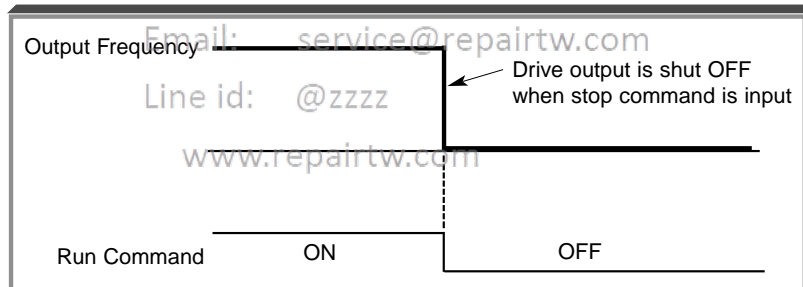 Email: service@repairtw.com
Output Frequency
Drive output is shut OFF
when stop command is input
Line id: @zzzz
www.repairtw.com
Run Command ON OFF